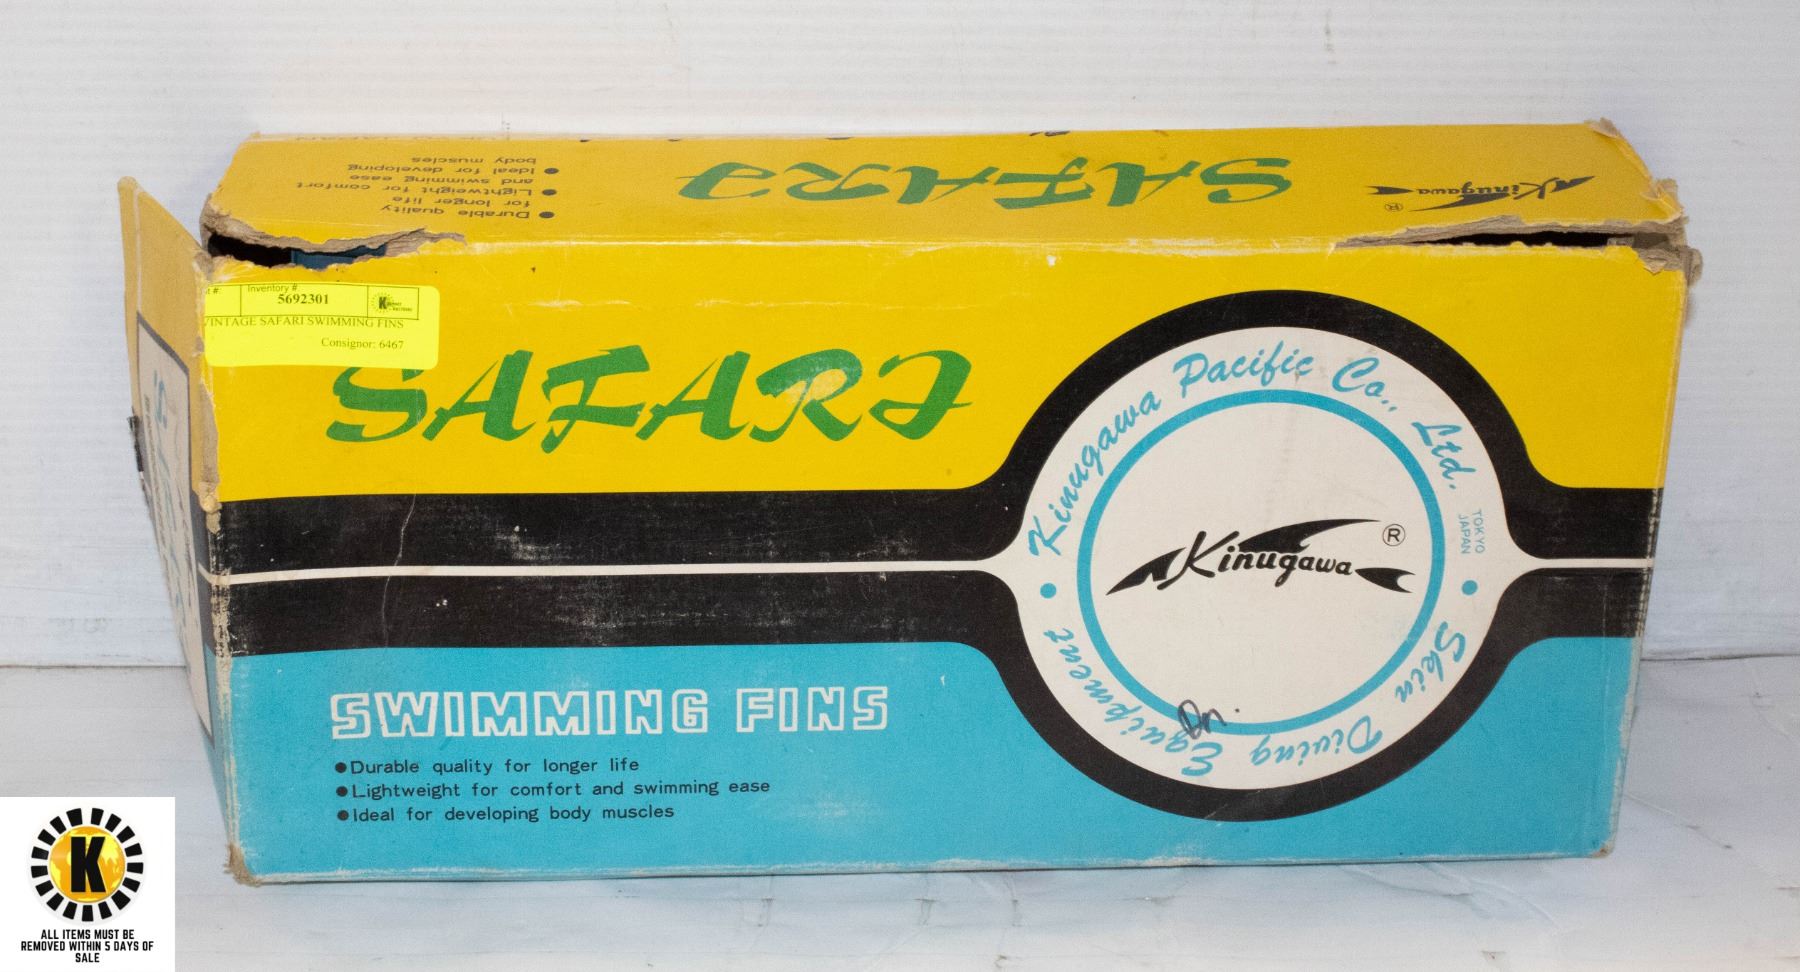 Kinugawa ®
SAFARI
● Durable quality
for longer life
● Lightweight for comfort
and swimming ease
● Ideal for developing
body muscles
Inventory #
5692301
VINTAGE SAFARI SWIMMING FINS
Consignor: 6467
SAFARI
Kinugawa Pacific Co., Ltd.
TOKYO
JAPAN
Kinugawa ®
● Skin Diving Equipment ●
Dn.
SWIMMING FINS
● Durable quality for longer life
● Lightweight for comfort and swimming ease
● Ideal for developing body muscles
K
ALL ITEMS MUST BE
REMOVED WITHIN 5 DAYS OF
SALE